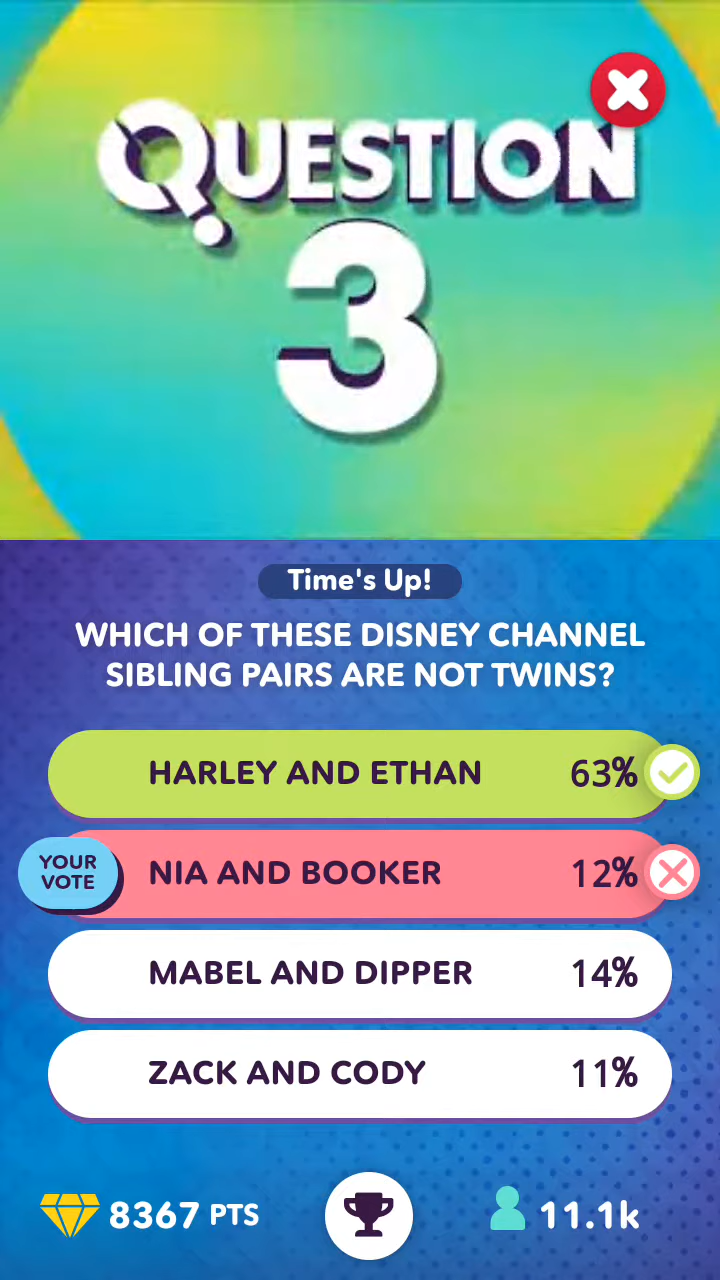 QUESTION
3
Time's Up!
WHICH OF THESE DISNEY CHANNEL
SIBLING PAIRS ARE NOT TWINS?
HARLEY AND ETHAN 63%
YOUR
VOTE
NIA AND BOOKER 12%
MABEL AND DIPPER 14%
ZACK AND CODY 11%
8367 PTS
11.1k